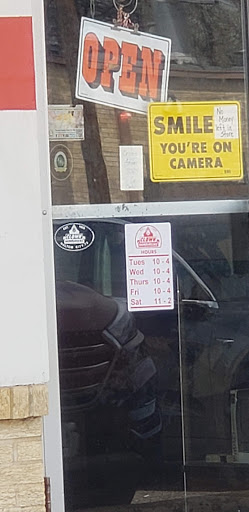 OPEN
SMILE
No
Money
left in
Store
YOU'RE ON
CAMERA
HOURS
Tues 10 - 4
Wed 10 - 4
Thurs 10 - 4
Fri 10 - 4
Sat 11 - 2